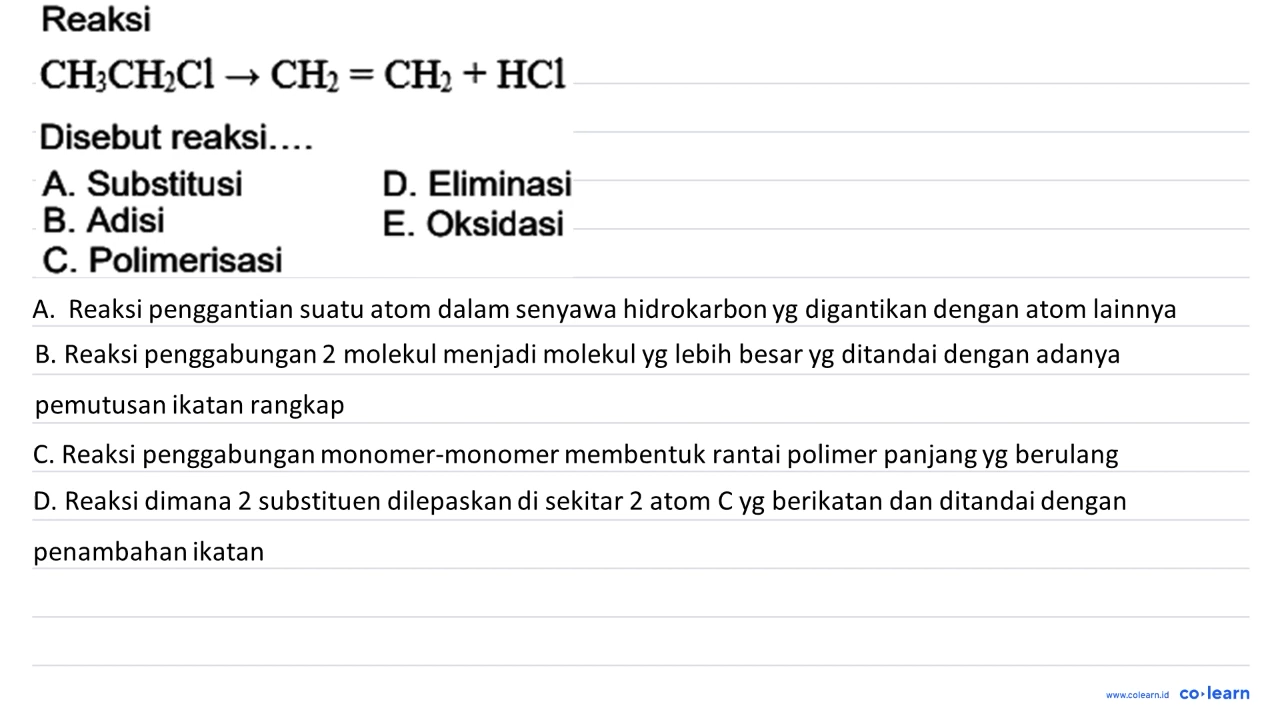 Reaksi
CH₃CH₂Cl → CH₂ = CH₂ + HCl
Disebut reaksi....
A. Substitusi
D. Eliminasi
B. Adisi
E. Oksidasi
C. Polimerisasi
A. Reaksi penggantian suatu atom dalam senyawa hidrokarbon yg digantikan dengan atom lainnya
B. Reaksi penggabungan 2 molekul menjadi molekul yg lebih besar yg ditandai dengan adanya
pemutusan ikatan rangkap
C. Reaksi penggabungan monomer-monomer membentuk rantai polimer panjang yg berulang
D. Reaksi dimana 2 substituen dilepaskan di sekitar 2 atom C yg berikatan dan ditandai dengan
penambahan ikatan
www.colearn.id co·learn